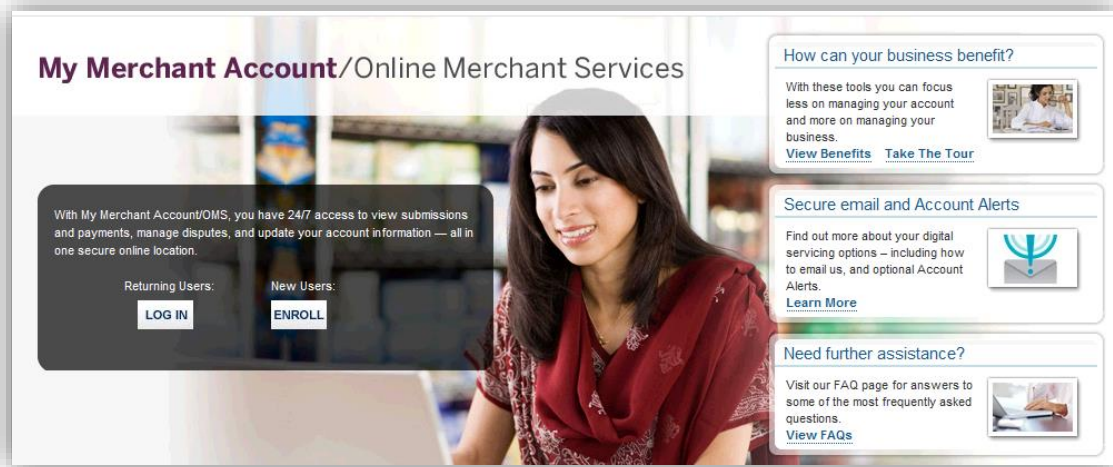 My Merchant Account/Online Merchant Services
With My Merchant Account/OMS, you have 24/7 access to view submissions
and payments, manage disputes, and update your account information — all in
one secure online location.
Returning Users: New Users:
LOG IN ENROLL
How can your business benefit?
With these tools you can focus
less on managing your account
and more on managing your
business.
View Benefits Take The Tour
Secure email and Account Alerts
Find out more about your digital
servicing options – including how
to email us, and optional Account
Alerts.
Learn More
Need further assistance?
Visit our FAQ page for answers to
some of the most frequently asked
questions.
View FAQs